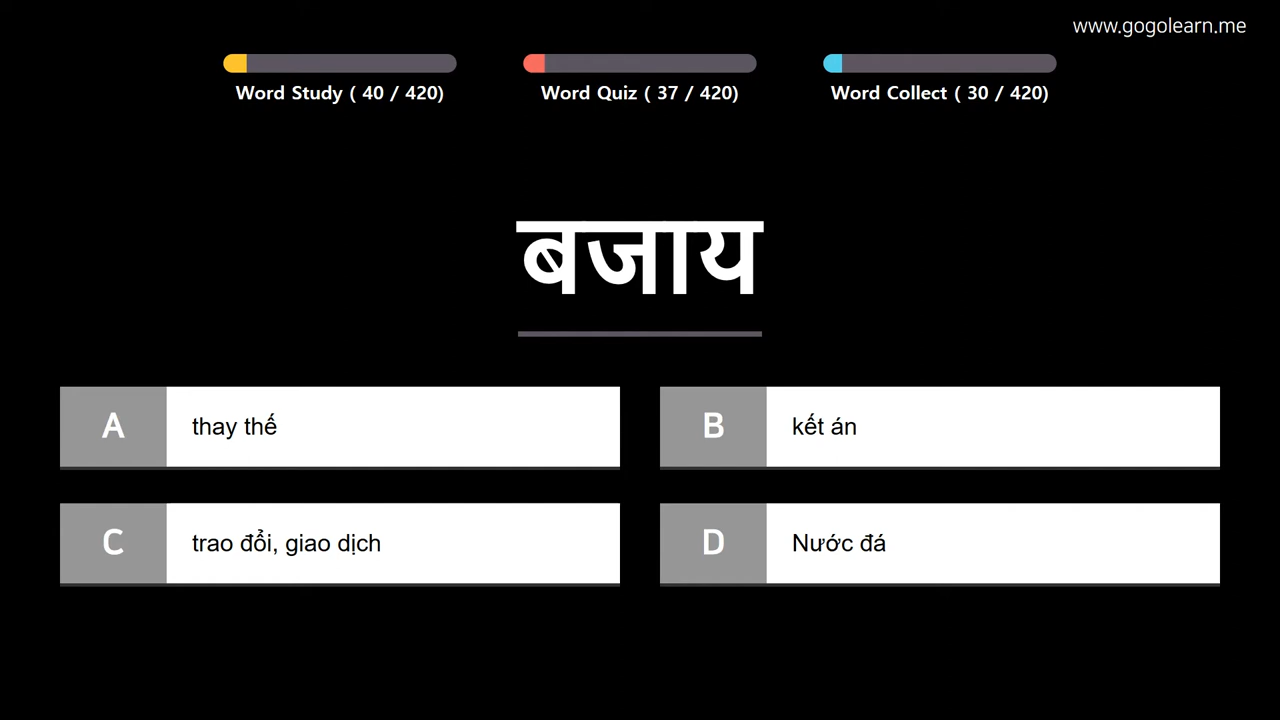 www.gogolearn.me
Word Study ( 40 / 420)
Word Quiz ( 37 / 420)
Word Collect ( 30 / 420)
बजाय
A thay thế
B kết án
C trao đổi, giao dịch
D Nước đá